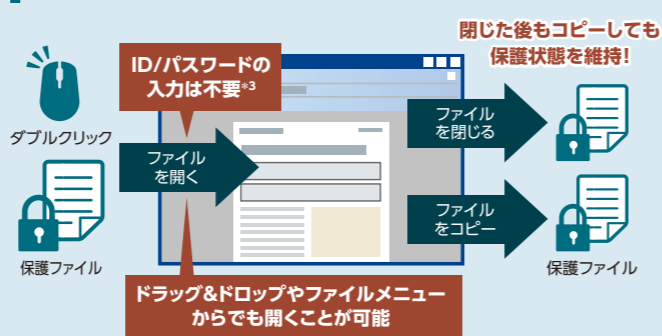 閉じた後もコピーしても
保護状態を維持!
ID/パスワードの
入力は不要*3
ダブルクリック
ファイル
を開く
ファイル
を閉じる
ファイル
をコピー
保護ファイル
保護ファイル
ドラッグ&ドロップやファイルメニュー
からでも開くことが可能